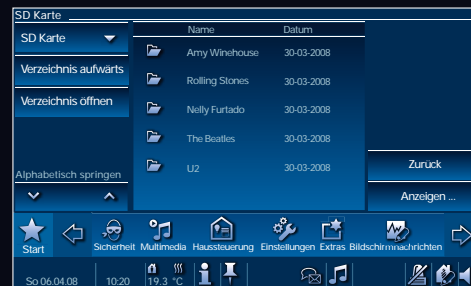 SD Karte
SD Karte
Verzeichnis aufwärts
Verzeichnis öffnen
Alphabetisch springen
Name Datum
Amy Winehouse 30-03-2008
Rolling Stones 30-03-2008
Nelly Furtado 30-03-2008
The Beatles 30-03-2008
U2 30-03-2008
Zurück
Anzeigen ...
Start Sicherheit Multimedia Haussteuerung Einstellungen Extras Bildschirmnachrichten
So 06.04.08 10:20 19.3 °C